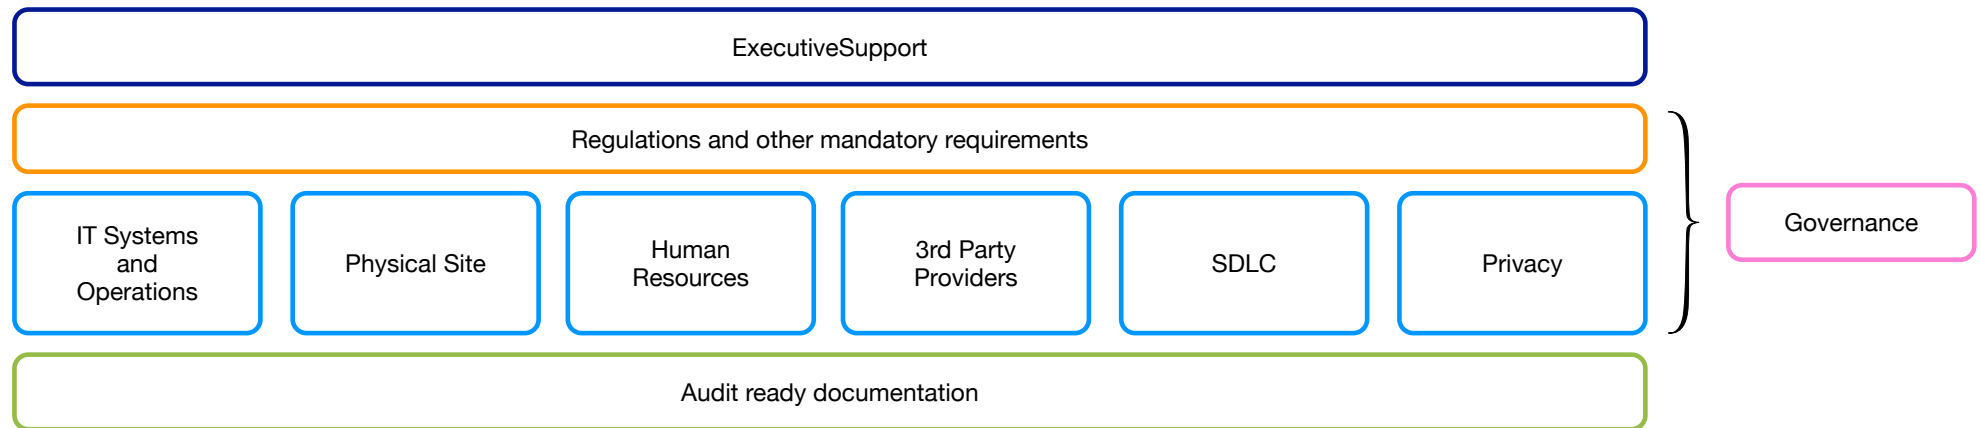 ExecutiveSupport
Regulations and other mandatory requirements
IT Systems
and
Operations
Physical Site
Human
Resources
3rd Party
Providers
SDLC
Privacy
Governance
Audit ready documentation